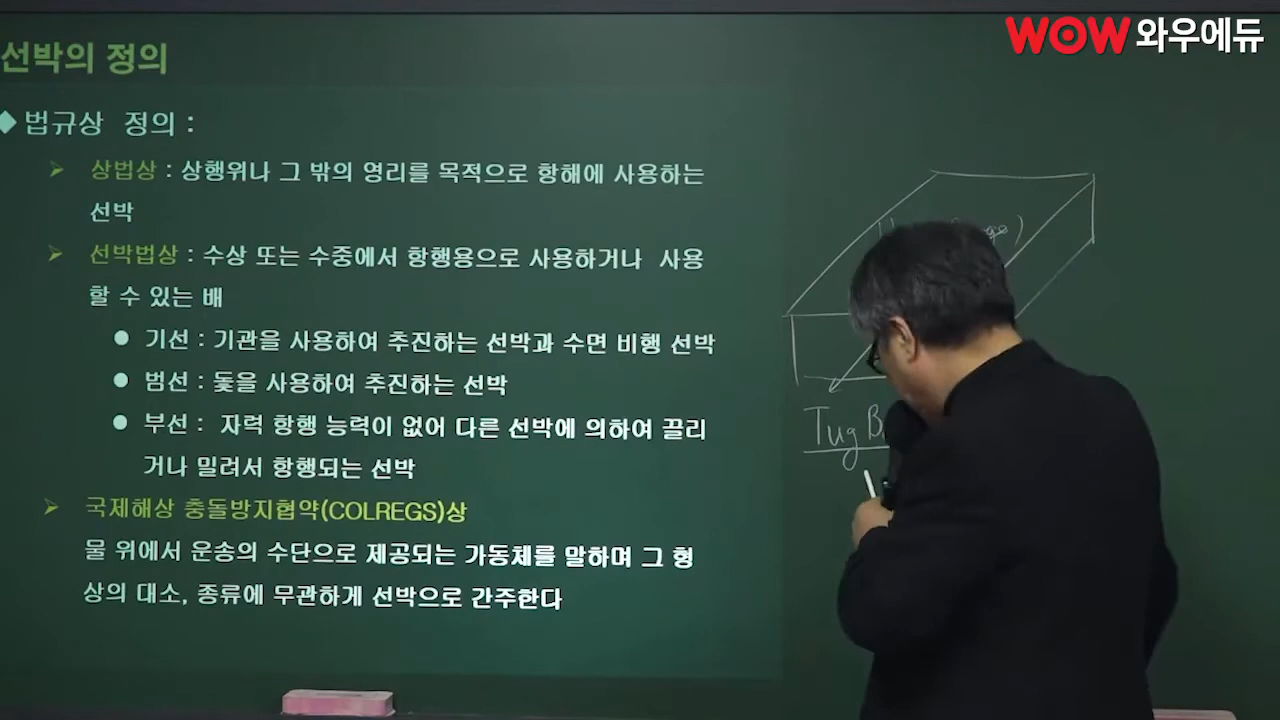 WOW 와우에듀
선박의 정의
◆ 법규상 정의 :
➢ 상법상 : 상행위나 그 밖의 영리를 목적으로 항해에 사용하는
선박
➢ 선박법상 : 수상 또는 수중에서 항행용으로 사용하거나 사용
할 수 있는 배
● 기선 : 기관을 사용하여 추진하는 선박과 수면 비행 선박
● 범선 : 돛을 사용하여 추진하는 선박
● 부선 : 자력 항행 능력이 없어 다른 선박에 의하여 끌리
거나 밀려서 항행되는 선박
➢ 국제해상 충돌방지협약(COLREGS)상
물 위에서 운송의 수단으로 제공되는 가동체를 말하며 그 형
상의 대소, 종류에 무관하게 선박으로 간주한다
Tug